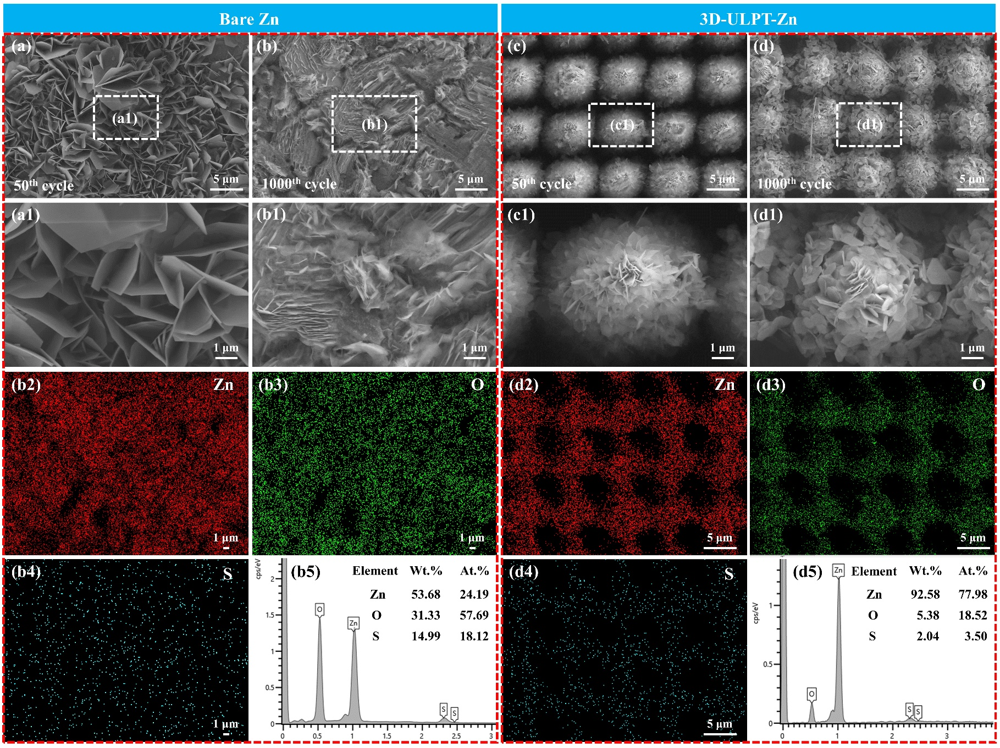 Bare Zn
3D-ULPT-Zn
(a)
(a1)
50th cycle
5 μm
(b)
(b1)
1000th cycle
5 μm
(c)
(c1)
50th cycle
5 μm
(d)
(d1)
1000th cycle
5 μm
(a1)
1 μm
(b1)
1 μm
(c1)
1 μm
(d1)
1 μm
(b2)
Zn
1 μm
(b3)
O
1 μm
(d2)
Zn
5 μm
(d3)
O
5 μm
(b4)
S
1 μm
(b5)
Element Wt.% At.%
Zn 53.68 24.19
O 31.33 57.69
S 14.99 18.12
cps/eV
2
1.5
1
0.5
0
O
Zn
S
S
0 0.5 1 1.5 2 2.5 3
(d4)
S
5 μm
(d5)
Element Wt.% At.%
Zn 92.58 77.98
O 5.38 18.52
S 2.04 3.50
cps/eV
1
0.5
0
Zn
O
S
S
0 1 2 3